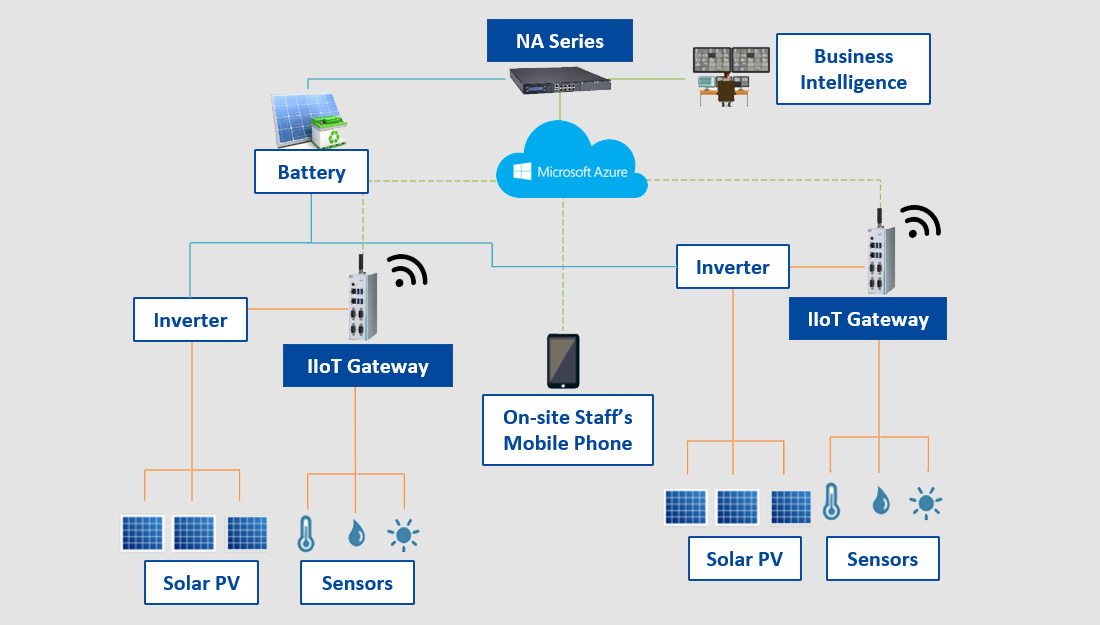 NA Series
Business
Intelligence
Microsoft Azure
Battery
Inverter
IIoT Gateway
Inverter
IIoT Gateway
On-site Staff’s
Mobile Phone
Solar PV
Sensors
Solar PV
Sensors